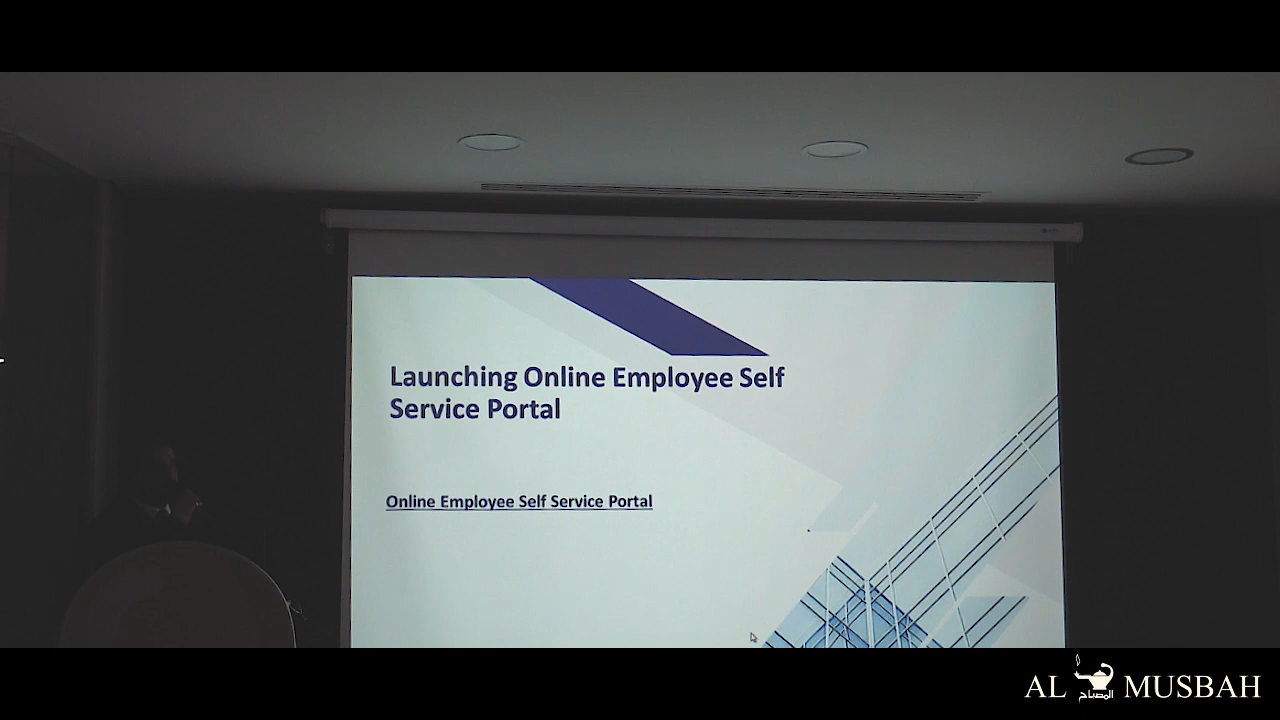 Launching Online Employee Self
Service Portal
Online Employee Self Service Portal
AL MUSBAH
المصباح